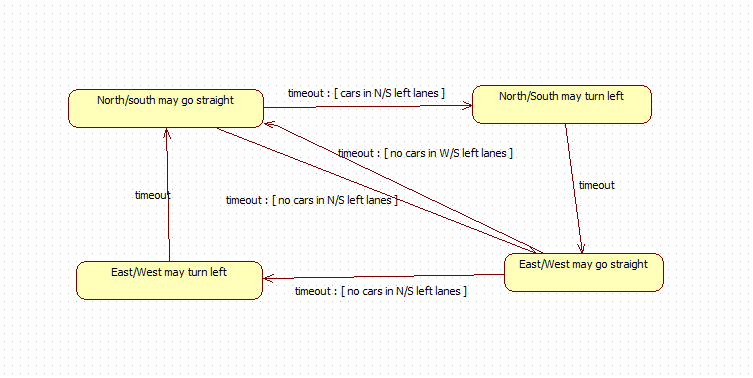 timeout : [ cars in N/S left lanes ]
North/south may go straight
North/South may turn left
timeout : [ no cars in W/S left lanes ]
timeout
timeout
timeout : [ no cars in N/S left lanes ]
East/West may turn left
East/West may go straight
timeout : [ no cars in N/S left lanes ]